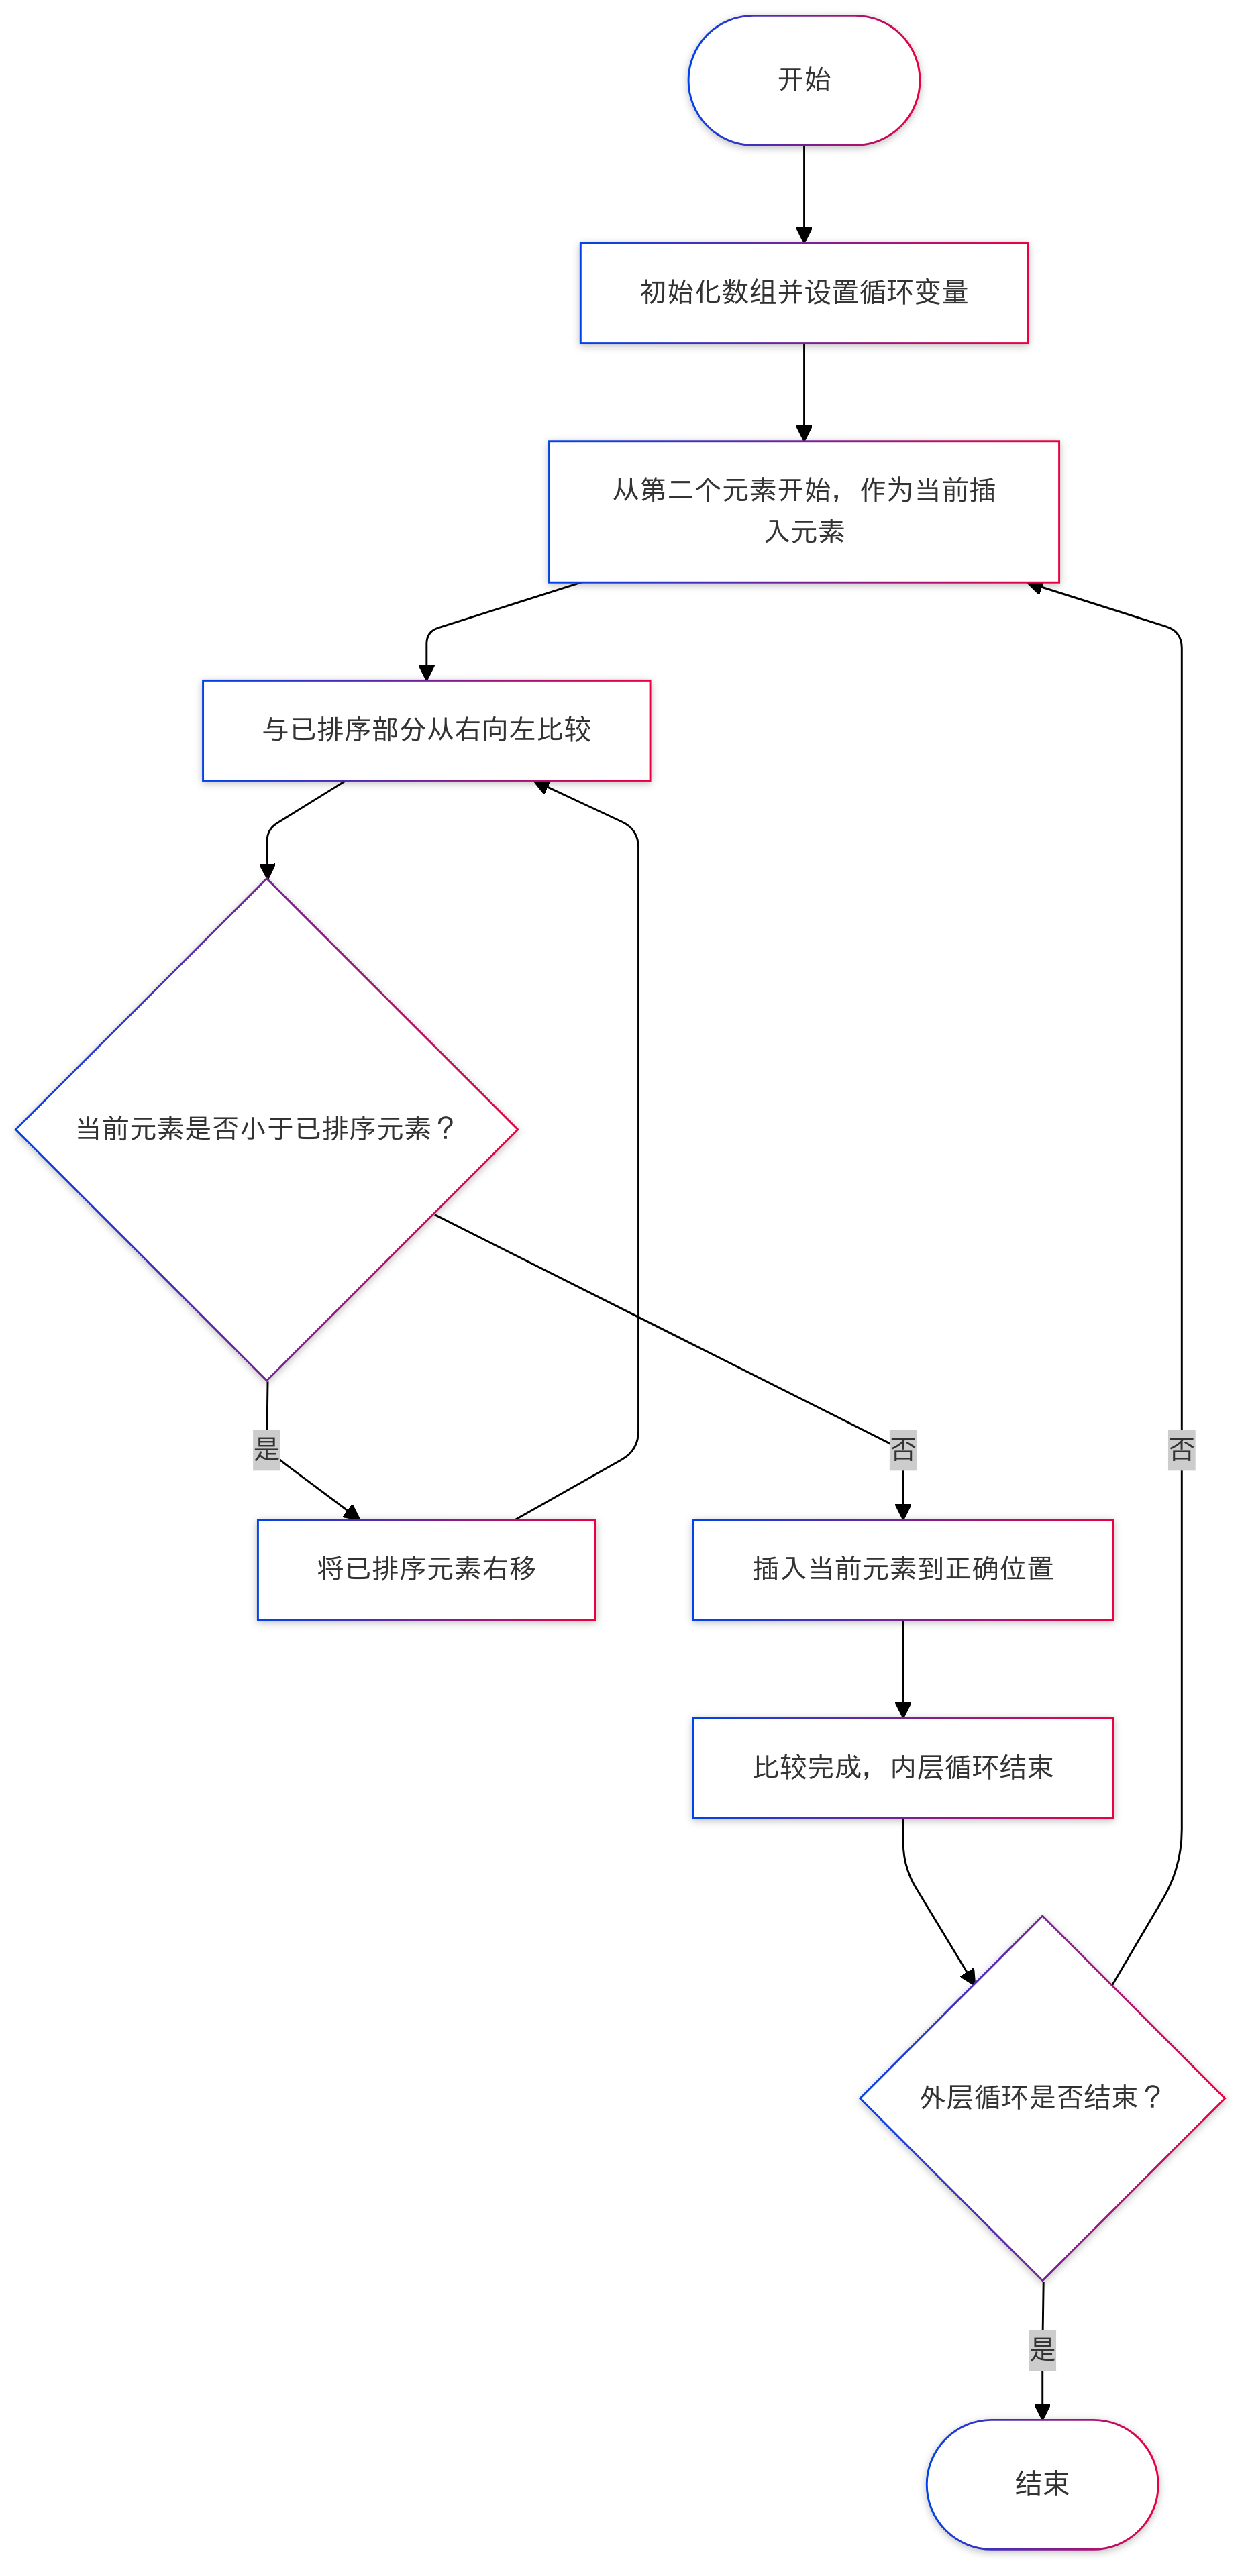 开始
初始化数组并设置循环变量
从第二个元素开始，作为当前插
入元素
与已排序部分从右向左比较
当前元素是否小于已排序元素？
是
否
否
将已排序元素右移
插入当前元素到正确位置
比较完成，内层循环结束
外层循环是否结束？
是
结束